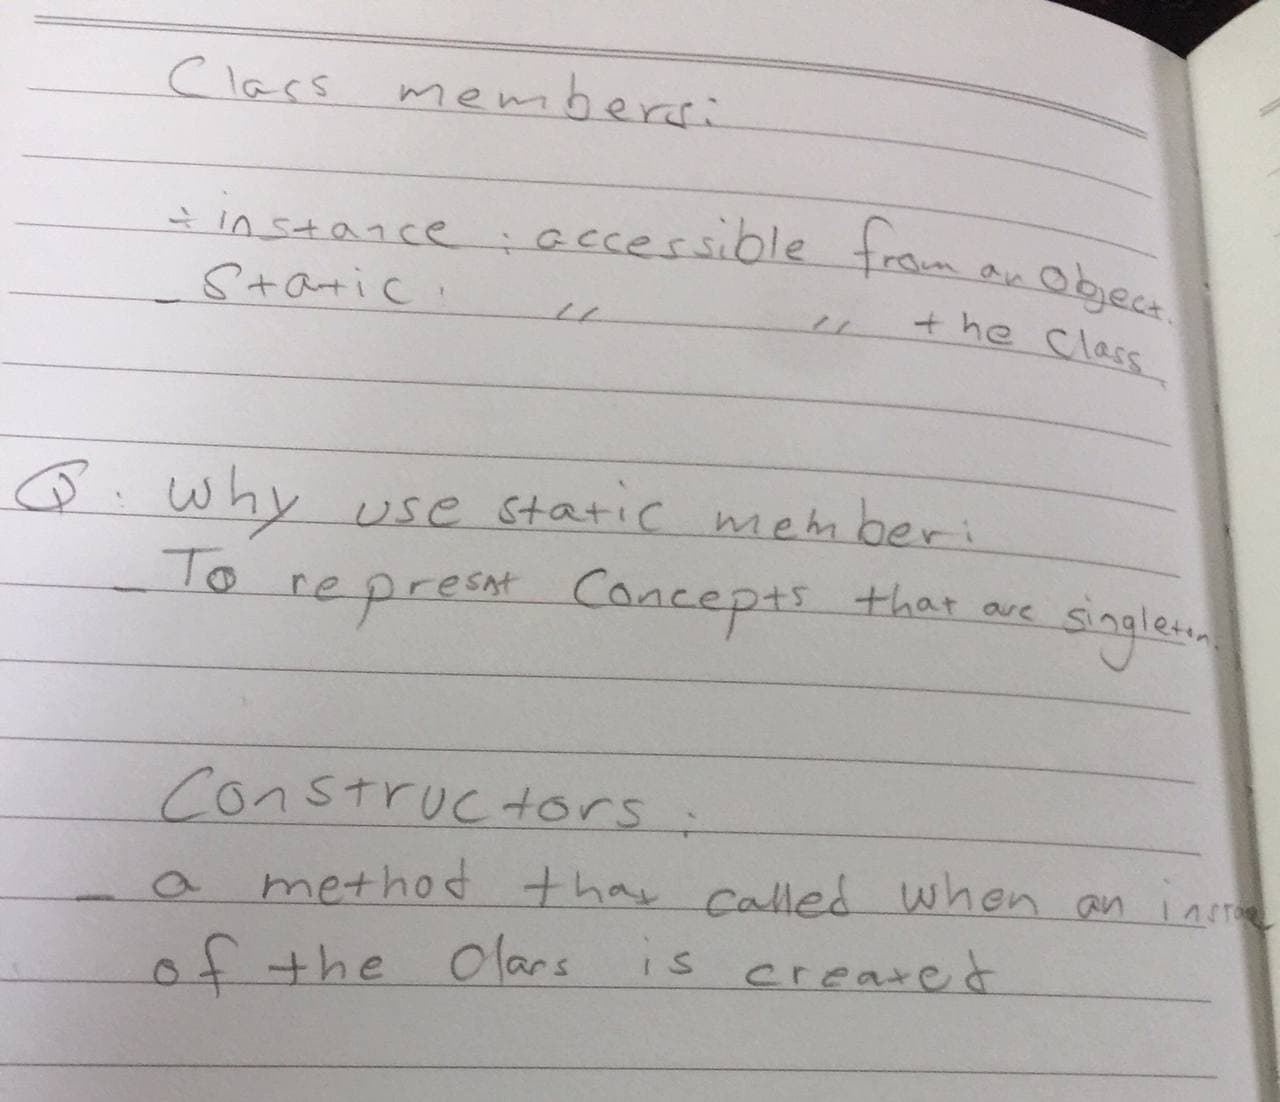 Class members:
- instance : accessible from an Object.
- Static : " " the Class
Q : Why use static member:
- To represnt Concepts that are singleton.
Constructors :
- a method that called when an instance
of the Class is created